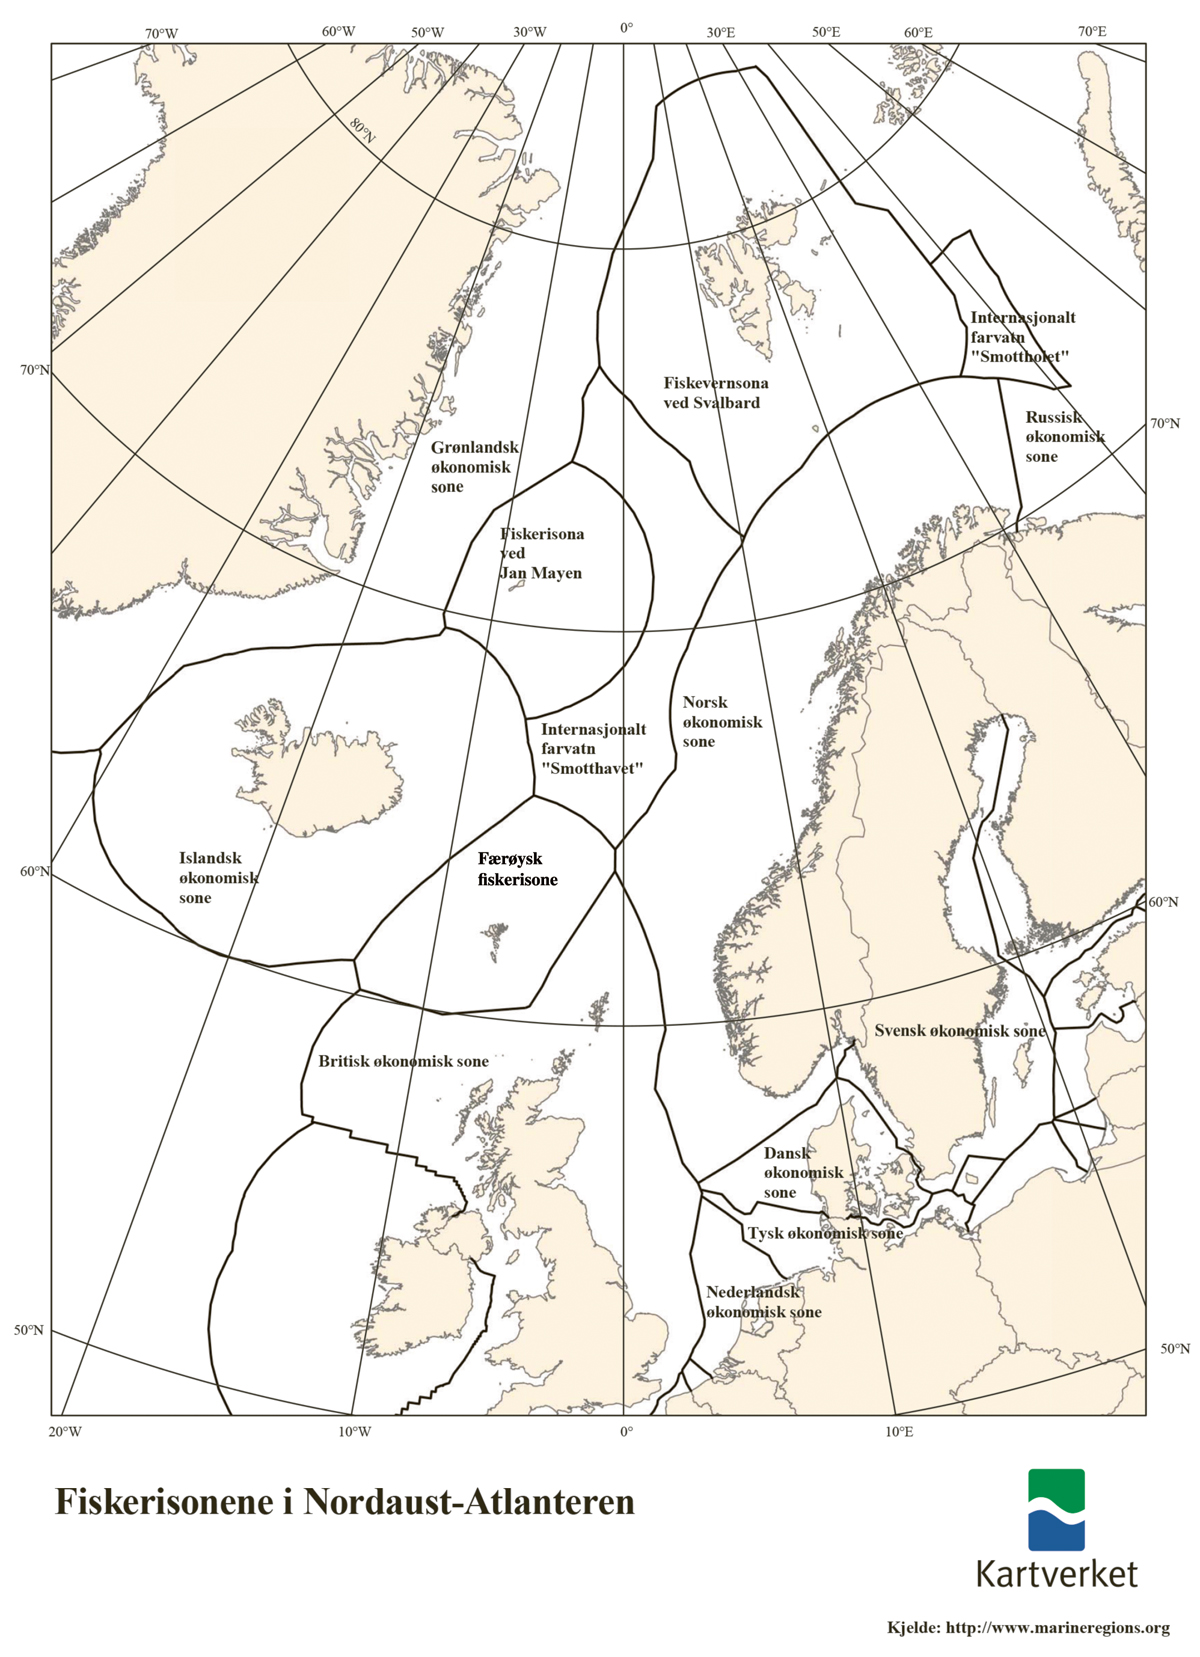 70°W
60°W
50°W
30°W
0°
30°E
50°E
60°E
70°E
80°N
Internasjonalt
farvatn
"Smottholet"
70°N
Fiskevernsona
ved Svalbard
Russisk
økonomisk
sone
70°N
Grønlandsk
økonomisk
sone
Fiskerisona
ved
Jan Mayen
Norsk
økonomisk
sone
Internasjonalt
farvatn
"Smotthavet"
Islandsk
økonomisk
sone
Færøysk
fiskerisone
60°N
60°N
Svensk økonomisk sone
Britisk økonomisk sone
Dansk
økonomisk
sone
Tysk økonomisk sone
Nederlandsk
økonomisk sone
50°N
50°N
20°W
10°W
0°
10°E
Fiskerisonene i Nordaust-Atlanteren
Kartverket
Kjelde: http://www.marineregions.org